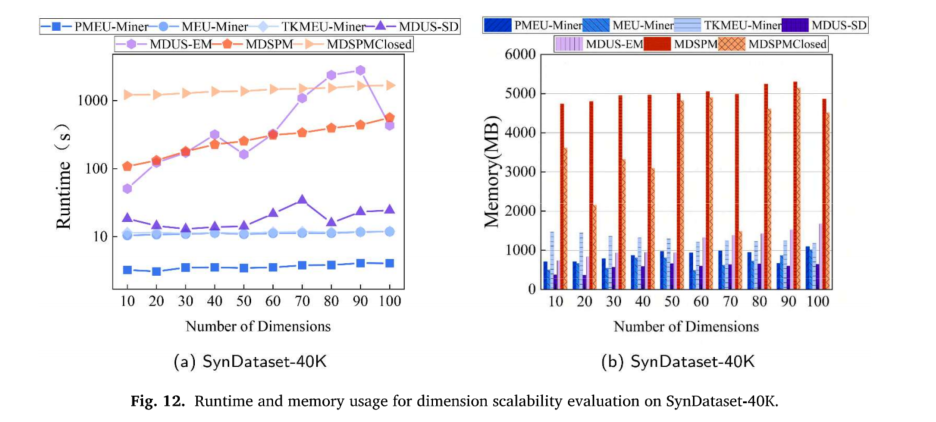 PMEU-Miner MEU-Miner TKMEU-Miner MDUS-SD
MDUS-EM MDSPM MDSPMClosed
Runtime（s）
1000
100
10
10 20 30 40 50 60 70 80 90 100
Number of Dimensions
(a) SynDataset-40K
PMEU-Miner MEU-Miner TKMEU-Miner MDUS-SD
MDUS-EM MDSPM MDSPMClosed
Memory(MB)
6000
5000
4000
3000
2000
1000
0
10 20 30 40 50 60 70 80 90 100
Number of Dimensions
(b) SynDataset-40K
Fig. 12. Runtime and memory usage for dimension scalability evaluation on SynDataset-40K.